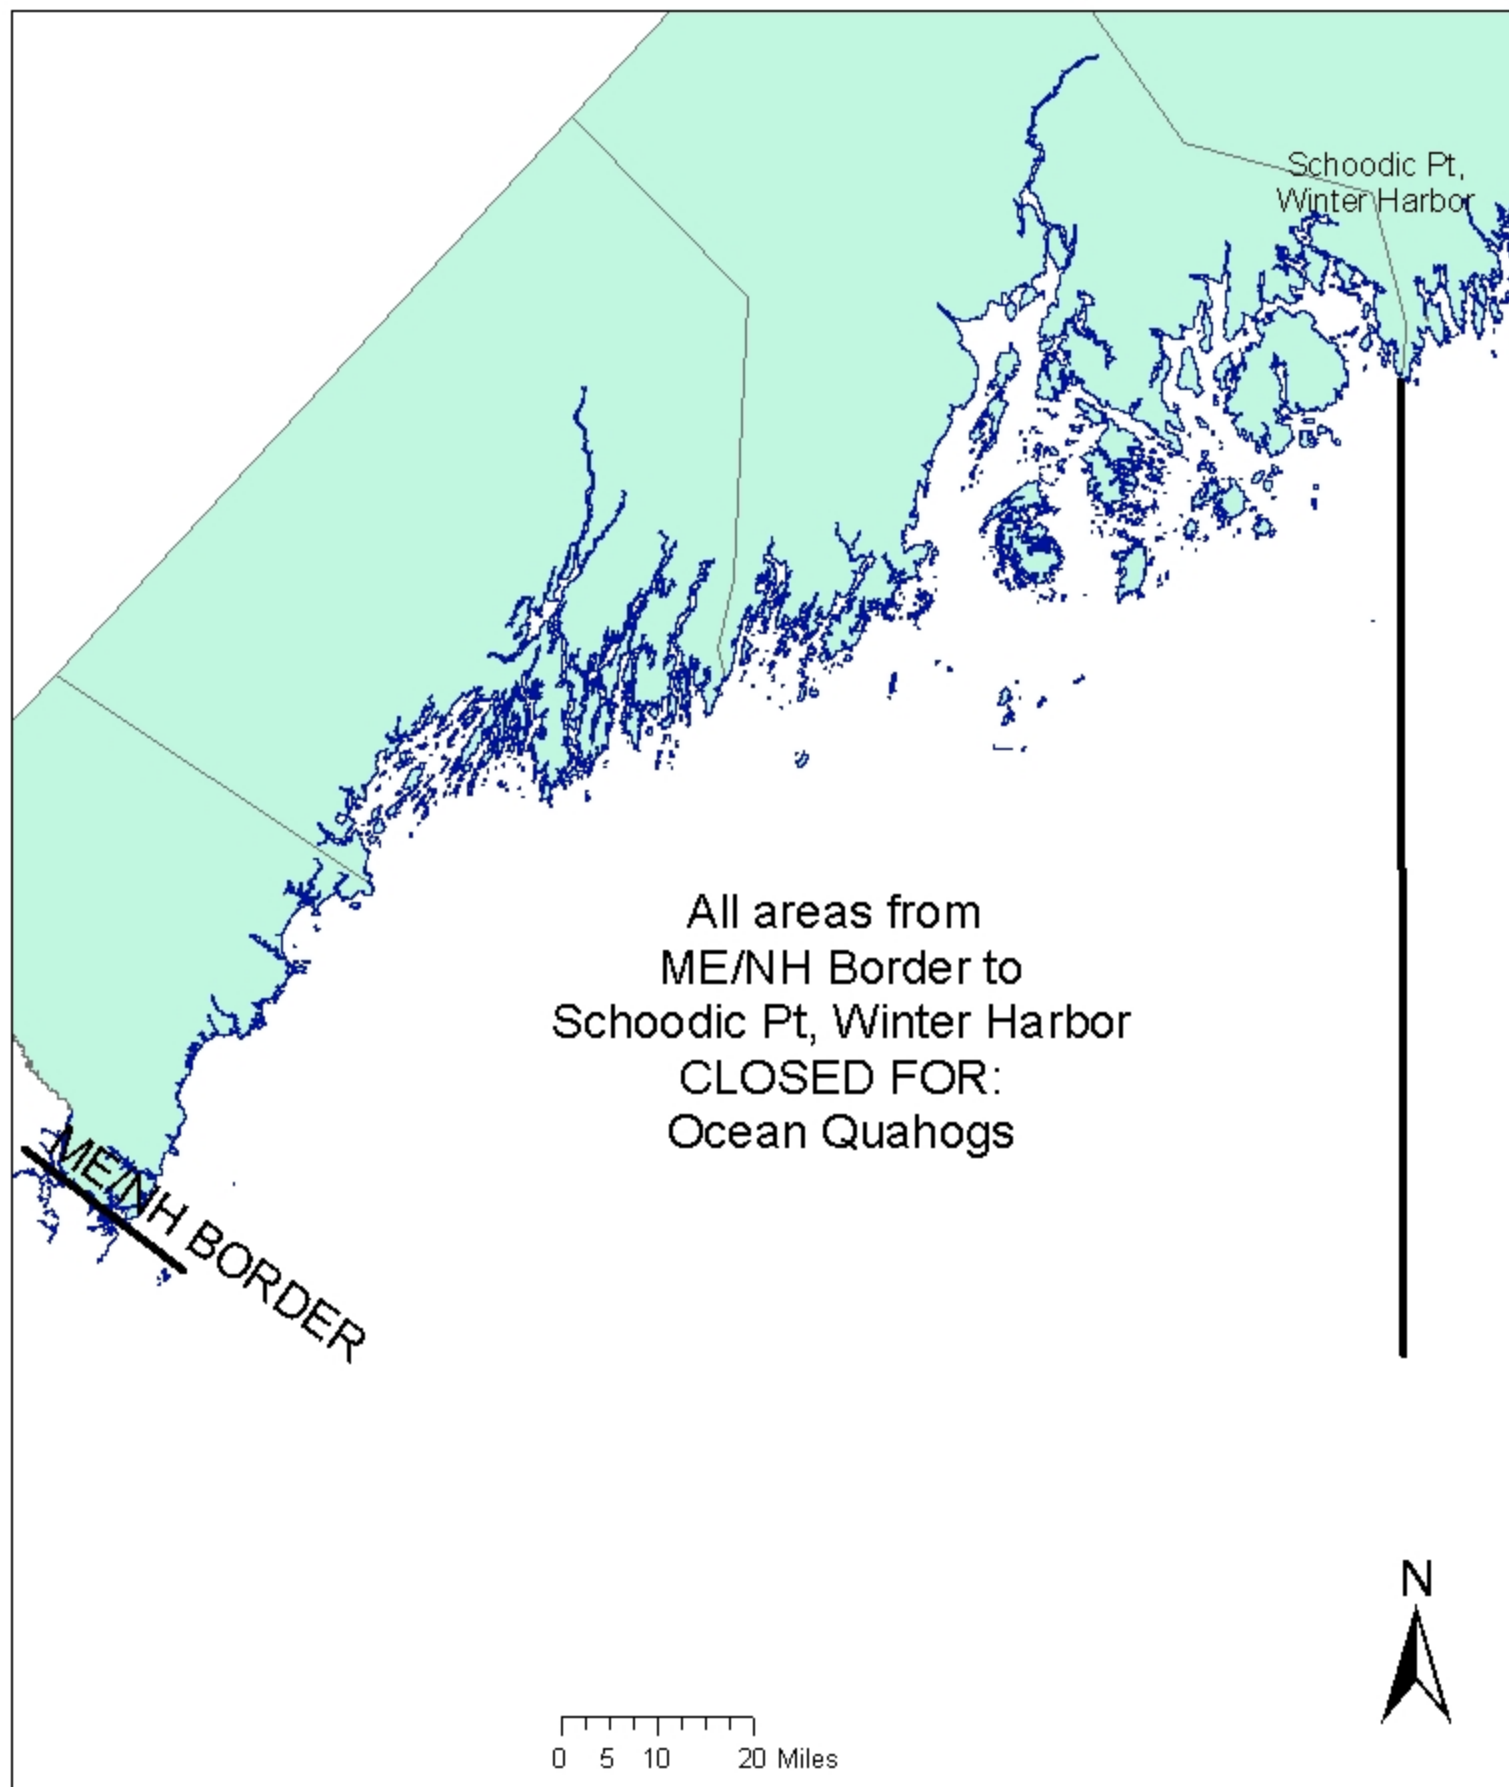 Schoodic Pt,
Winter Harbor
All areas from
ME/NH Border to
Schoodic Pt, Winter Harbor
CLOSED FOR:
Ocean Quahogs
ME/NH BORDER
N
0 5 10 20 Miles